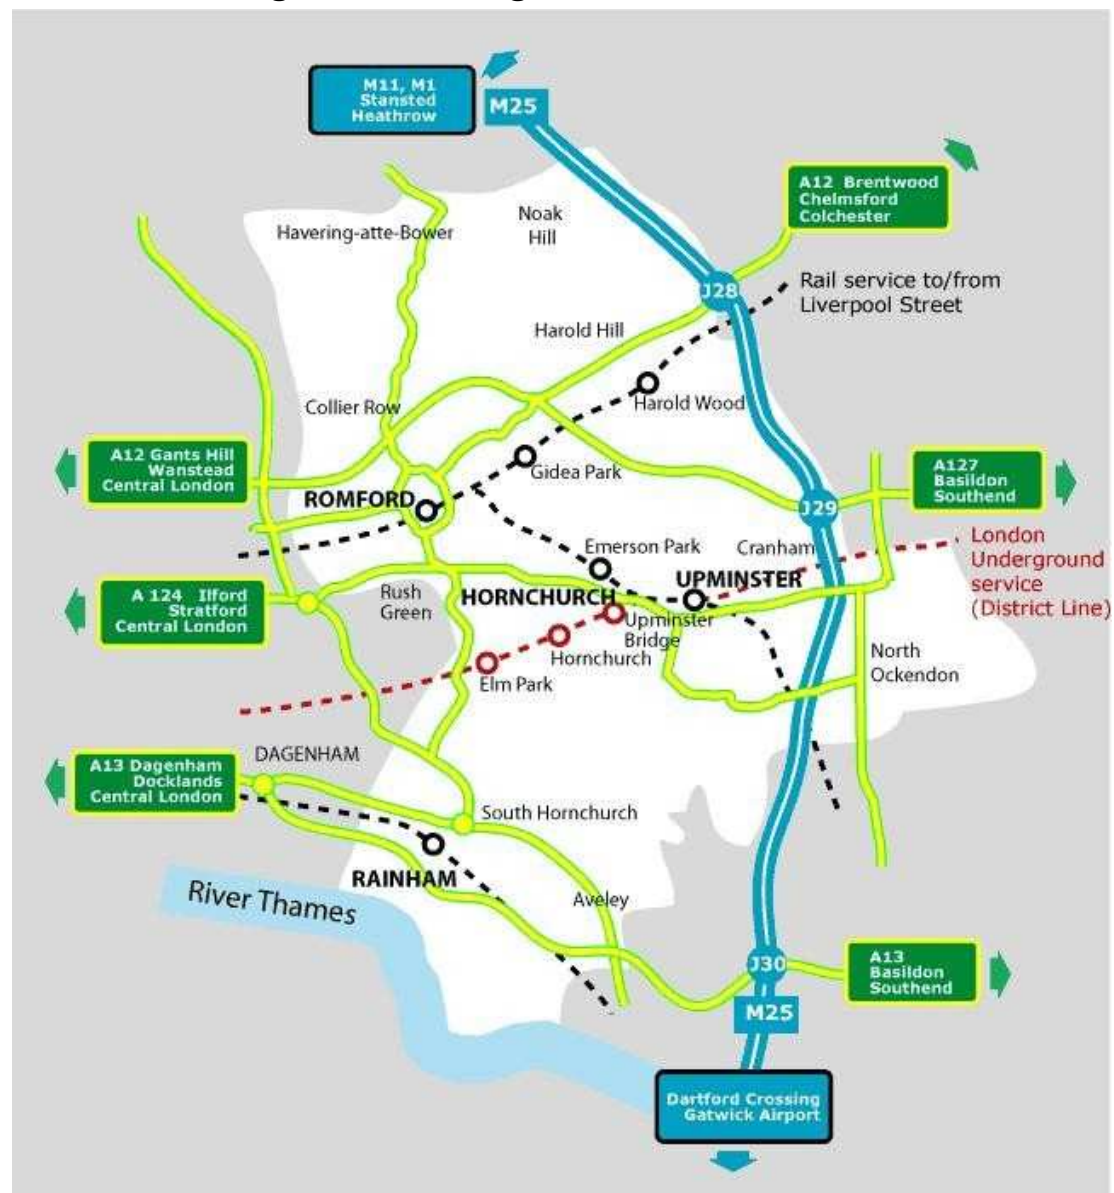 M11, M1
Stansted
Heathrow
M25
A12 Brentwood
Chelmsford
Colchester
Noak
Hill
Havering-atte-Bower
J28
Rail service to/from
Liverpool Street
Harold Hill
Collier Row
Harold Wood
A12 Gants Hill
Wanstead
Central London
Gidea Park
A127
Basildon
Southend
ROMFORD
J29
London
Underground
service
(District Line)
Emerson Park
Cranham
UPMINSTER
A 124 Ilford
Stratford
Central London
Rush
Green
HORNCHURCH
Upminster
Bridge
Hornchurch
North
Ockendon
Elm Park
DAGENHAM
A13 Dagenham
Docklands
Central London
South Hornchurch
RAINHAM
River Thames
Aveley
J30
A13
Basildon
Southend
M25
Dartford Crossing
Gatwick Airport